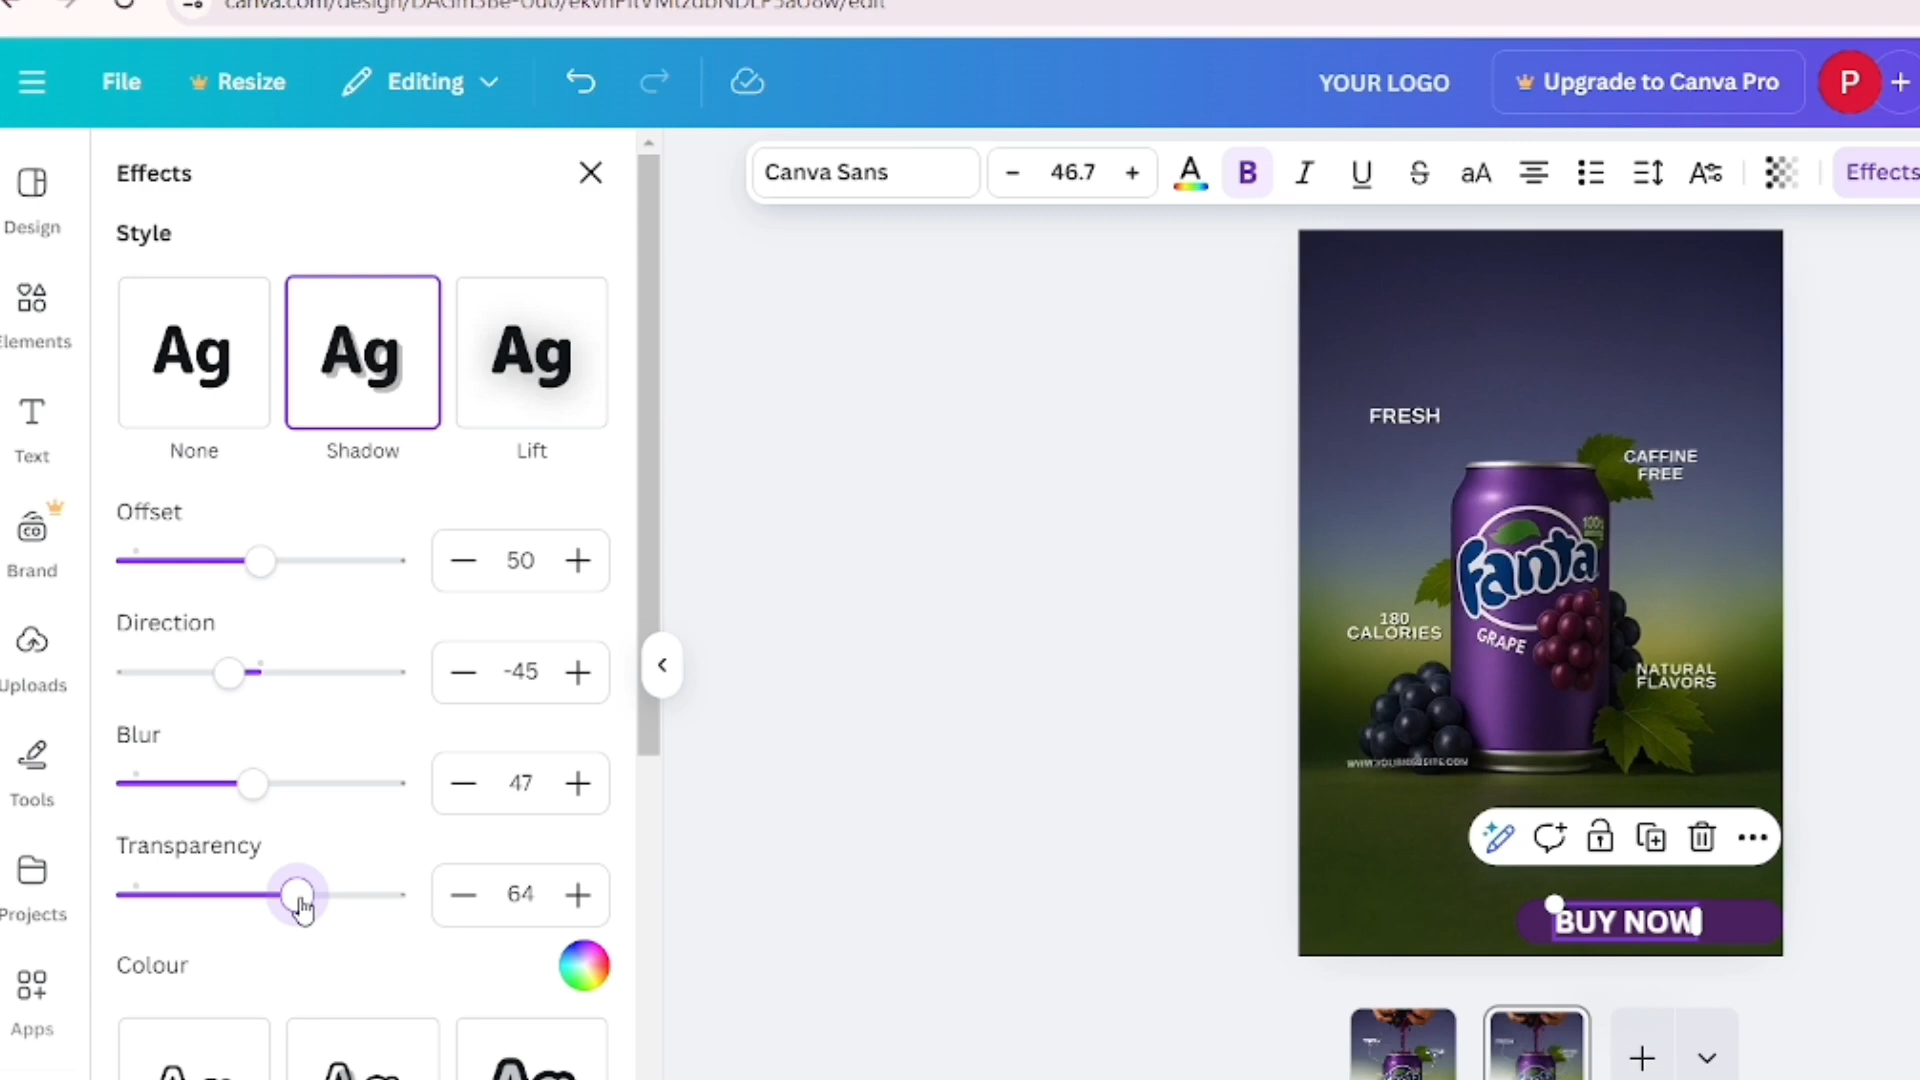 File
Resize
Editing
YOUR LOGO
Upgrade to Canva Pro
P
Effects
Canva Sans
46.7
B
aA
Effects
Design
Elements
Text
Brand
Uploads
Tools
Projects
Apps
Style
Ag
Ag
Ag
None
Shadow
Lift
Offset
50
Direction
-45
Blur
47
Transparency
64
Colour
FRESH
CAFFINE
FREE
Fanta
GRAPE
180
CALORIES
NATURAL
FLAVORS
BUY NOW